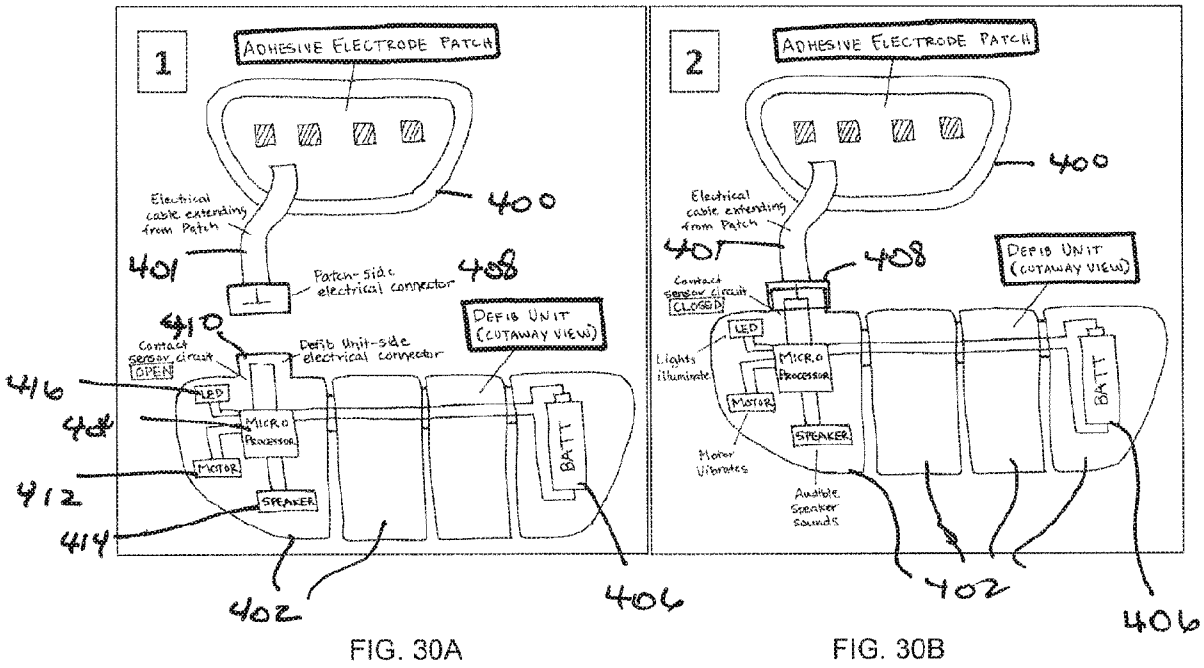 1
ADHESIVE ELECTRODE PATCH
400
Electrical
cable extending
from Patch
401
Patch-side
electrical connector
408
DEFIB UNIT
(CUTAWAY VIEW)
410
Contact
sensor circuit
OPEN
Defib Unit-side
electrical connector
416
LED
404
MICRO
PROCESSOR
MOTOR
412
SPEAKER
414
BATT
402
406
FIG. 30A
2
ADHESIVE ELECTRODE PATCH
400
Electrical
cable extending
from Patch
401
408
Contact
sensor circuit
CLOSED
DEFIB UNIT
(CUTAWAY VIEW)
LED
Lights
illuminate
MICRO
PROCESSOR
MOTOR
BATT
SPEAKER
Motor
Vibrates
Audible
speaker
sounds
402
406
FIG. 30B